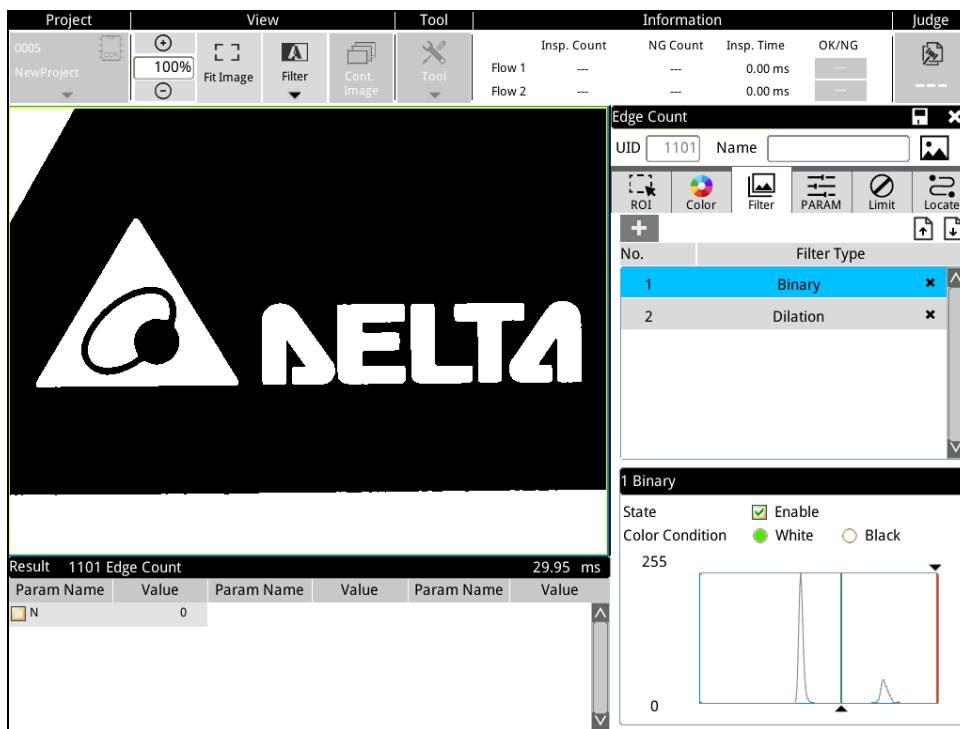 Project View Tool Information Judge
0005
NewProject
100%
Fit Image
Filter
Cont. Image
Tool
Insp. Count NG Count Insp. Time OK/NG
Flow 1 --- --- 0.00 ms ---
Flow 2 --- --- 0.00 ms ---
---
Edge Count
UID 1101 Name
ROI Color Filter PARAM Limit Locate
No. Filter Type
1 Binary
2 Dilation
DELTA
1 Binary
State Enable
Color Condition White Black
255
0
Result 1101 Edge Count 29.95 ms
Param Name Value Param Name Value Param Name Value
N 0